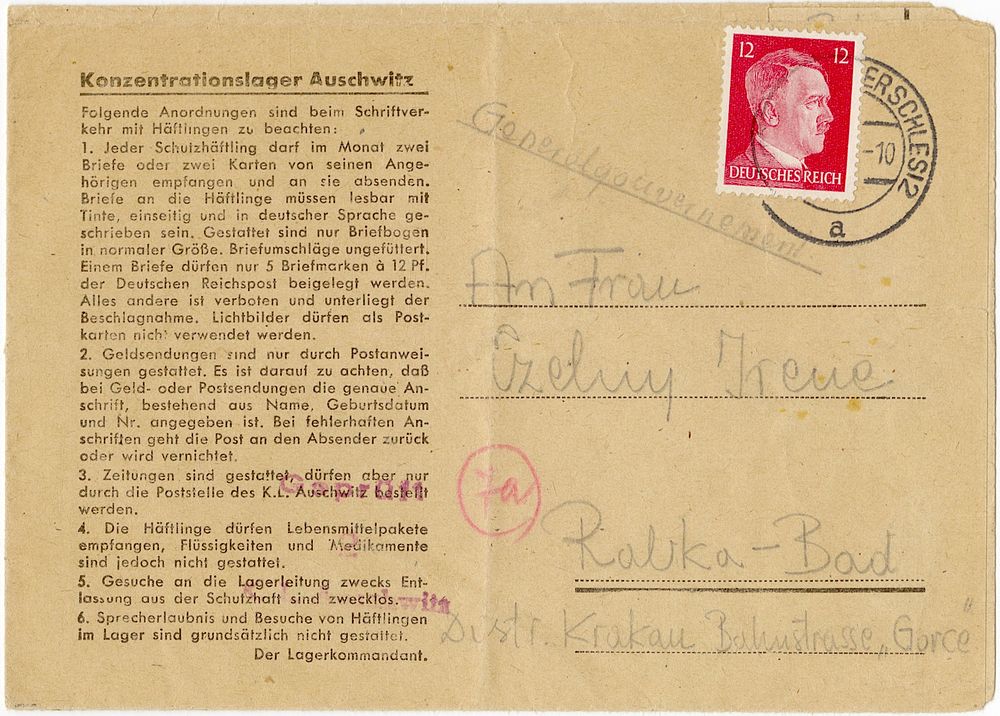 Konzentrationslager Auschwitz
Folgende Anordnungen sind beim Schriftver-
kehr mit Häftlingen zu beachten:
1. Jeder Schutzhäftling darf im Monat zwei
Briefe oder zwei Karten von seinen Ange-
hörigen empfangen und an sie absenden.
Briefe an die Häftlinge müssen lesbar mit
Tinte, einseitig und in deutscher Sprache ge-
schrieben sein. Gestattet sind nur Briefbogen
in normaler Größe. Briefumschläge ungefüttert.
Einem Briefe dürfen nur 5 Briefmarken à 12 Pf.
der Deutschen Reichspost beigelegt werden.
Alles andere ist verboten und unterliegt der
Beschlagnahme. Lichtbilder dürfen als Post-
karten nicht verwendet werden.
2. Geldsendungen sind nur durch Postanwei-
sungen gestattet. Es ist darauf zu achten, daß
bei Geld- oder Postsendungen die genaue An-
schrift, bestehend aus Name, Geburtsdatum
und Nr. angegeben ist. Bei fehlerhaften An-
schriften geht die Post an den Absender zurück
oder wird vernichtet.
3. Zeitungen sind gestattet, dürfen aber nur
durch die Poststelle des K.L. Auschwitz bestellt
werden.
4. Die Häftlinge dürfen Lebensmittelpakete
empfangen, Flüssigkeiten und Medikamente
sind jedoch nicht gestattet.
5. Gesuche an die Lagerleitung zwecks Ent-
lassung aus der Schutzhaft sind zwecklos.
6. Sprecherlaubnis und Besuche von Häftlingen
im Lager sind grundsätzlich nicht gestattet.
Der Lagerkommandant.
Geprüft
12 12
DEUTSCHES REICH
ERSCHLES)2
-10
a
Generalgouvernement
An Frau
Czelny Irene
7a
Rabka-Bad
Distr. Krakau Bahnstrasse „Gorce"